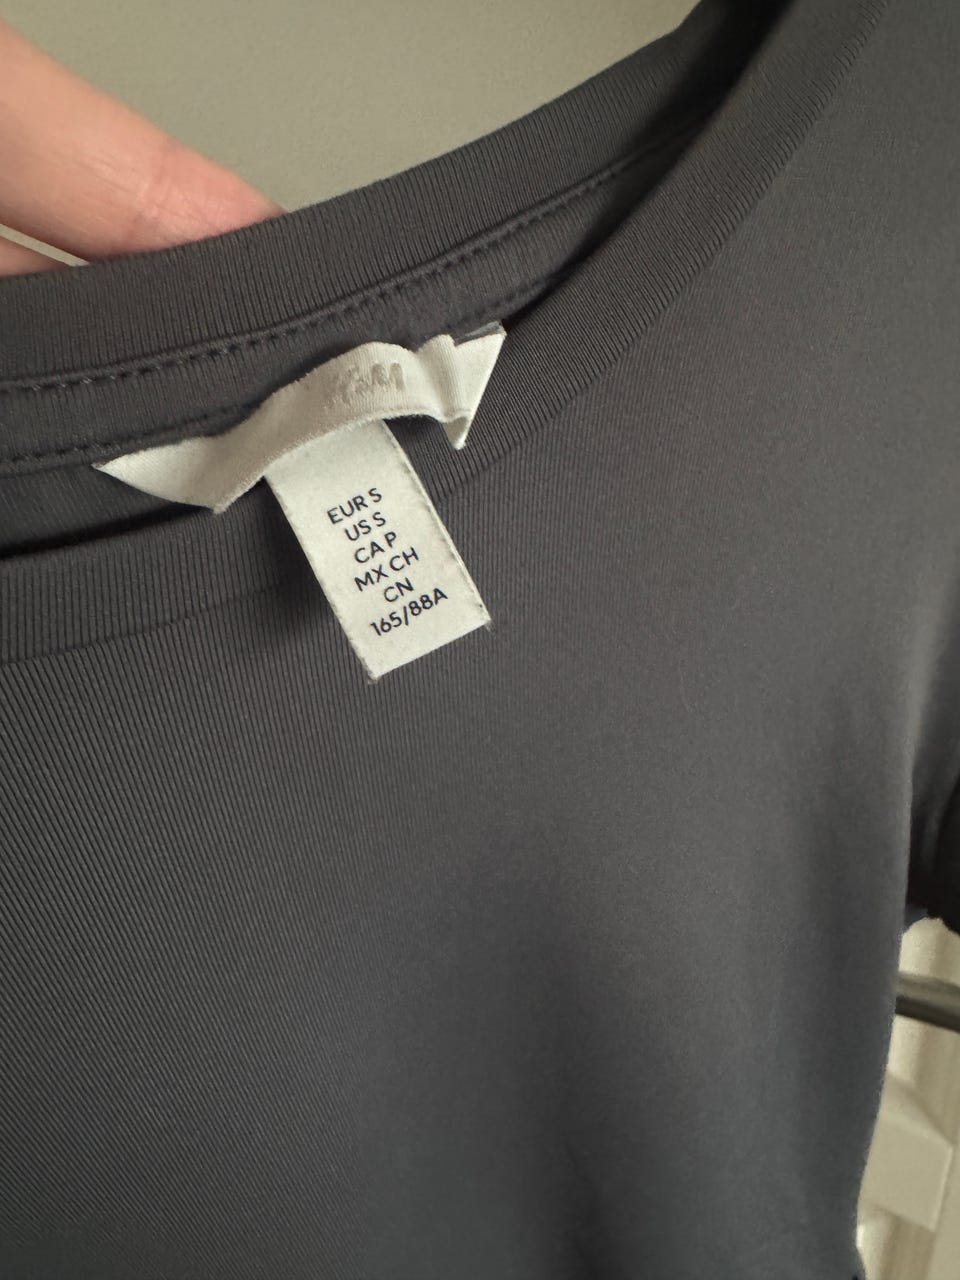 H&M
EUR S
US S
CA P
MX CH
CN
165/88A